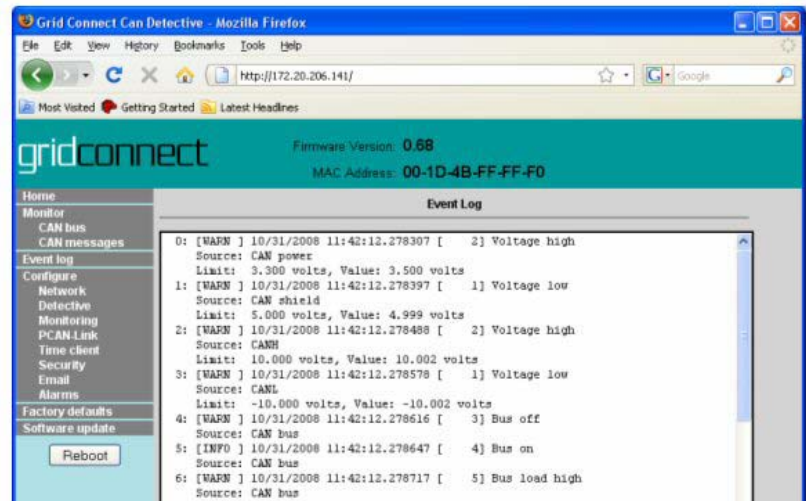 Grid Connect Can Detective - Mozilla Firefox
File Edit View History Bookmarks Tools Help
http://172.20.206.141/
G Google
Most Visited Getting Started Latest Headlines
gridconnect
Firmware Version: 0.68
MAC Address: 00-1D-4B-FF-FF-F0
Home
Monitor
CAN bus
CAN messages
Event log
Configure
Network
Detective
Monitoring
PCAN-Link
Time client
Security
Email
Alarms
Factory defaults
Software update
Reboot
Event Log
0: [WARN ] 10/31/2008 11:42:12.278307 [ 2] Voltage high
Source: CAN power
Limit: 3.300 volts, Value: 3.500 volts
1: [WARN ] 10/31/2008 11:42:12.278397 [ 1] Voltage low
Source: CAN shield
Limit: 5.000 volts, Value: 4.999 volts
2: [WARN ] 10/31/2008 11:42:12.278488 [ 2] Voltage high
Source: CANH
Limit: 10.000 volts, Value: 10.002 volts
3: [WARN ] 10/31/2008 11:42:12.278578 [ 1] Voltage low
Source: CANL
Limit: -10.000 volts, Value: -10.002 volts
4: [WARN ] 10/31/2008 11:42:12.278616 [ 3] Bus off
Source: CAN bus
5: [INFO ] 10/31/2008 11:42:12.278647 [ 4] Bus on
Source: CAN bus
6: [WARN ] 10/31/2008 11:42:12.278717 [ 5] Bus load high
Source: CAN bus